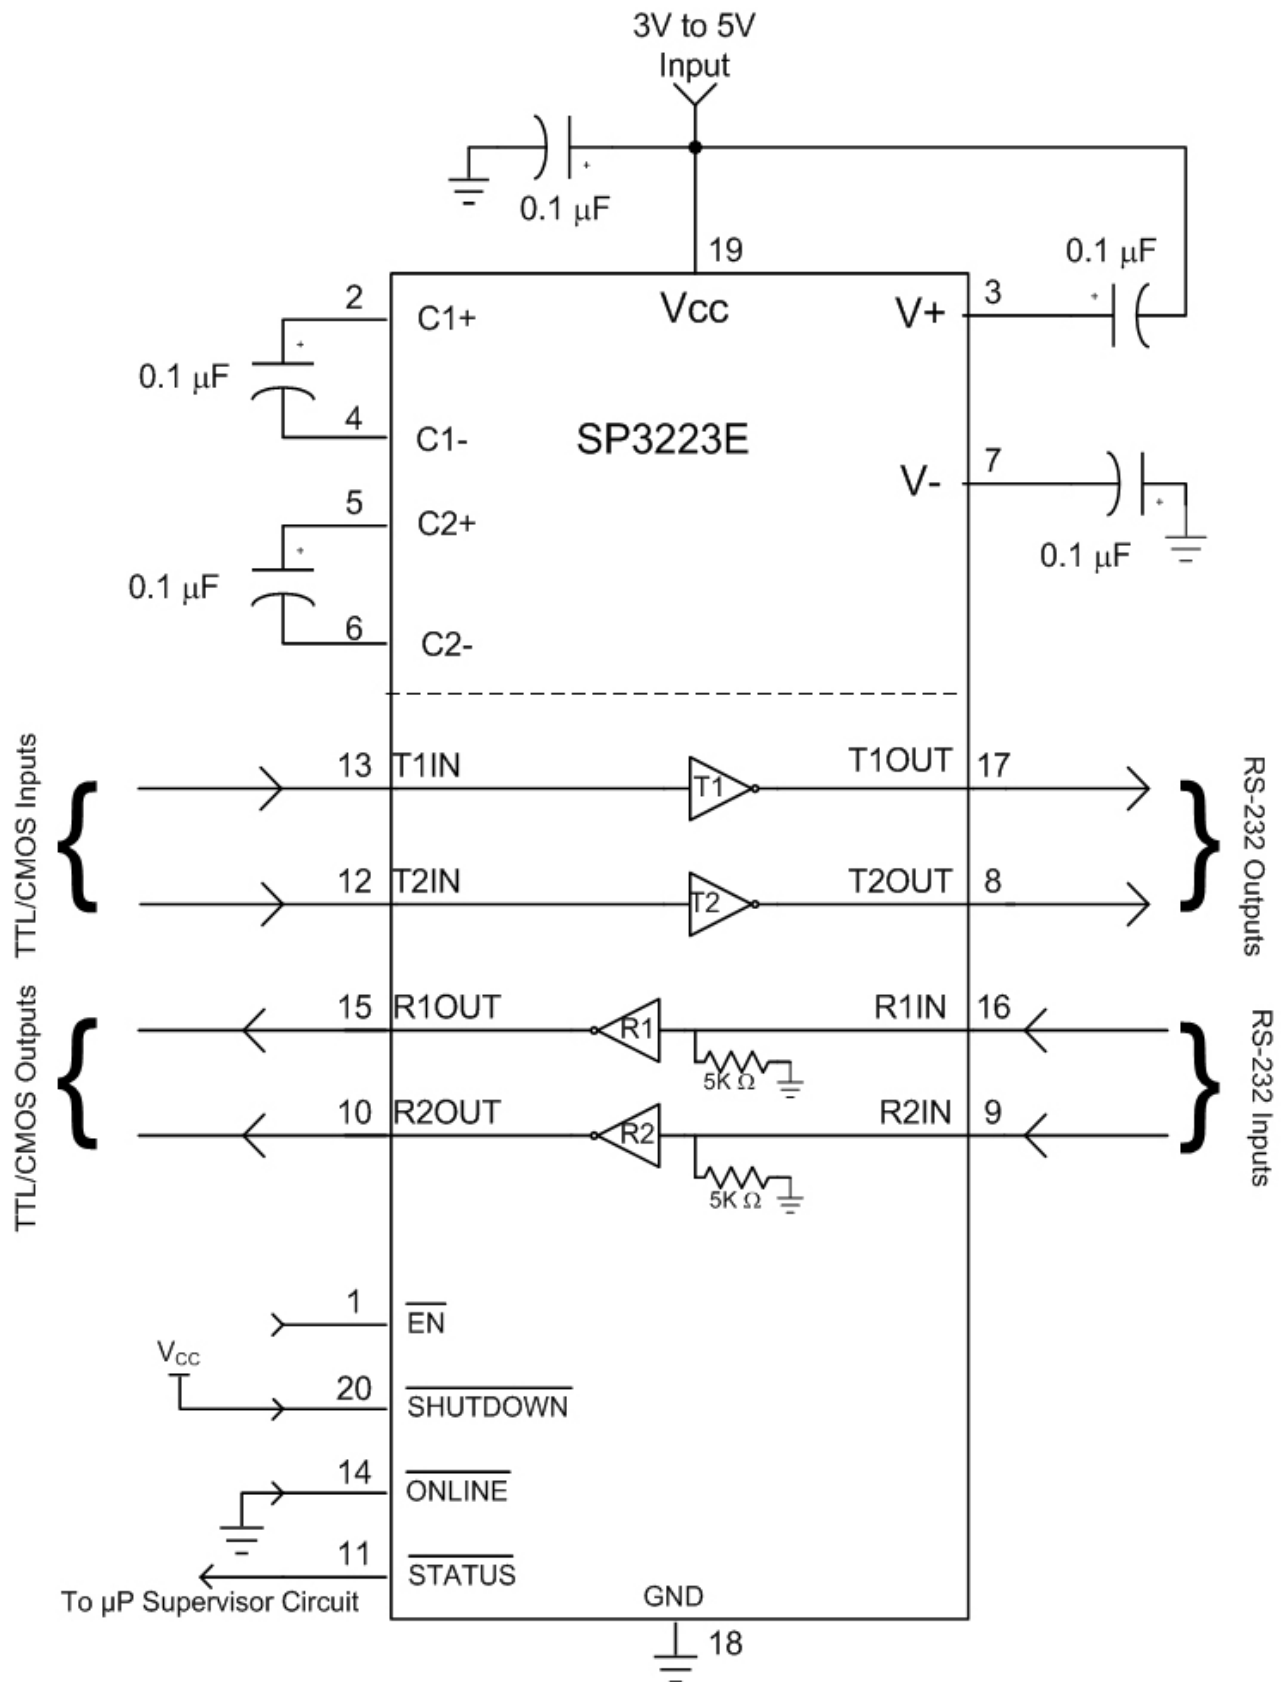 3V to 5V
Input
+
0.1 µF
19
0.1 µF
2
C1+
Vcc
V+
3
+
+
0.1 µF
4
C1-
SP3223E
V-
7
5
C2+
+
+
0.1 µF
0.1 µF
6
C2-
TTL/CMOS Inputs
13
T1IN
T1
T1OUT
17
RS-232 Outputs
12
T2IN
T2
T2OUT
8
TTL/CMOS Outputs
15
R1OUT
R1
R1IN
16
RS-232 Inputs
5K Ω
10
R2OUT
R2
R2IN
9
5K Ω
1
EN
VCC
20
SHUTDOWN
14
ONLINE
11
STATUS
To µP Supervisor Circuit
GND
18